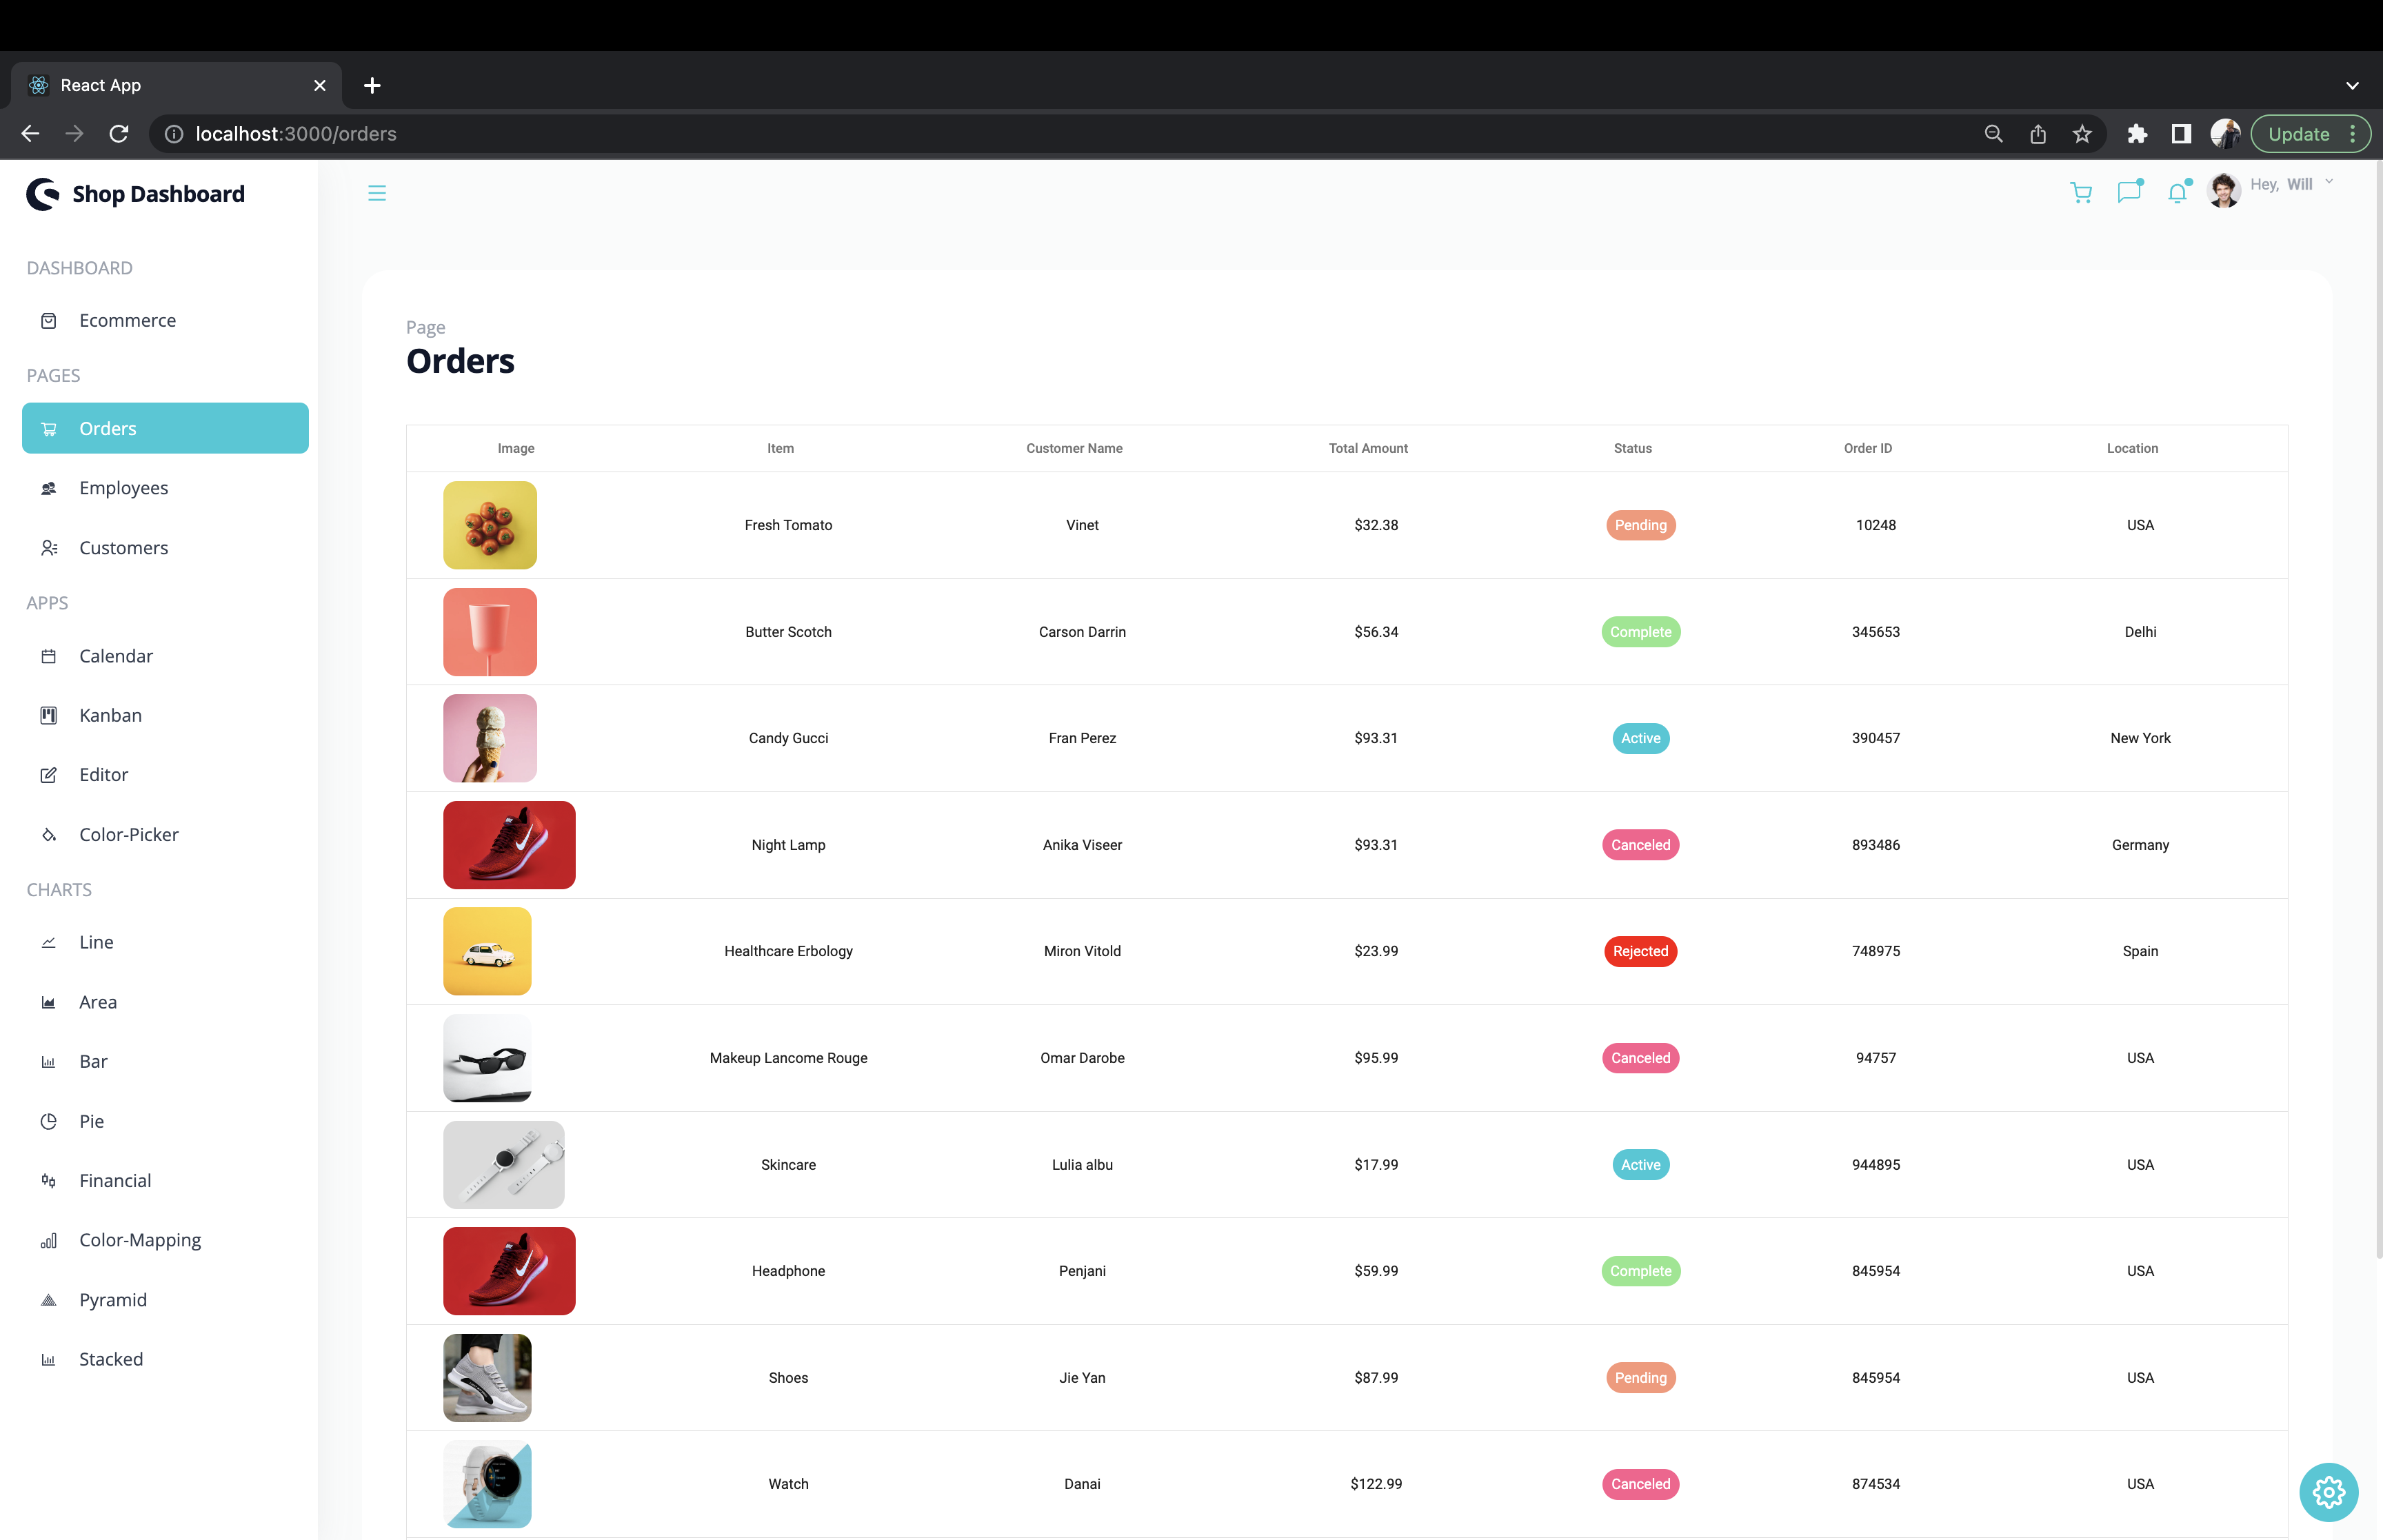 React App
localhost:3000/orders
Update
Shop Dashboard
Hey, Will
DASHBOARD
Ecommerce
PAGES
Orders
Employees
Customers
APPS
Calendar
Kanban
Editor
Color-Picker
CHARTS
Line
Area
Bar
Pie
Financial
Color-Mapping
Pyramid
Stacked
Page
Orders
Image Item Customer Name Total Amount Status Order ID Location
Fresh Tomato Vinet $32.38 Pending 10248 USA
Butter Scotch Carson Darrin $56.34 Complete 345653 Delhi
Candy Gucci Fran Perez $93.31 Active 390457 New York
Night Lamp Anika Viseer $93.31 Canceled 893486 Germany
Healthcare Erbology Miron Vitold $23.99 Rejected 748975 Spain
Makeup Lancome Rouge Omar Darobe $95.99 Canceled 94757 USA
Skincare Lulia albu $17.99 Active 944895 USA
Headphone Penjani $59.99 Complete 845954 USA
Shoes Jie Yan $87.99 Pending 845954 USA
Watch Danai $122.99 Canceled 874534 USA